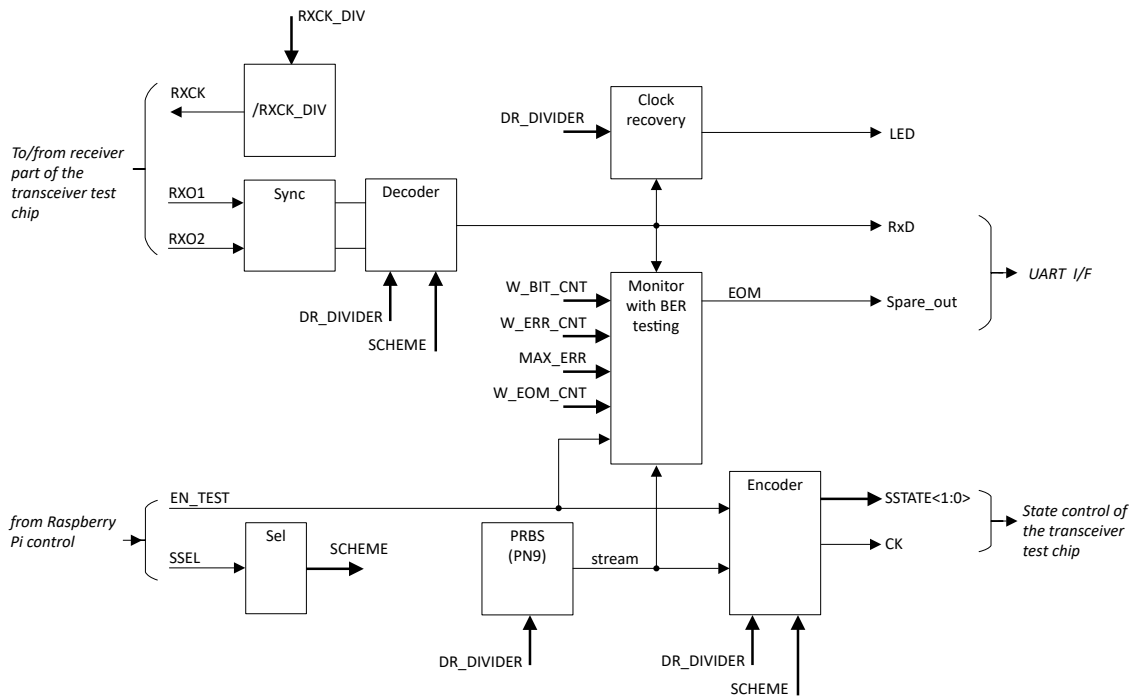 RXCK_DIV
RXCK
/RXCK_DIV
Clock
recovery
DR_DIVIDER
LED
To/from receiver
part of the
transceiver test
chip
RXO1
RXO2
Sync
Decoder
RxD
DR_DIVIDER
SCHEME
W_BIT_CNT
W_ERR_CNT
MAX_ERR
W_EOM_CNT
Monitor
with BER
testing
EOM
Spare_out
UART I/F
from Raspberry
Pi control
EN_TEST
SSEL
Sel
SCHEME
PRBS
(PN9)
stream
DR_DIVIDER
Encoder
SSTATE<1:0>
CK
State control of
the transceiver
test chip
DR_DIVIDER
SCHEME